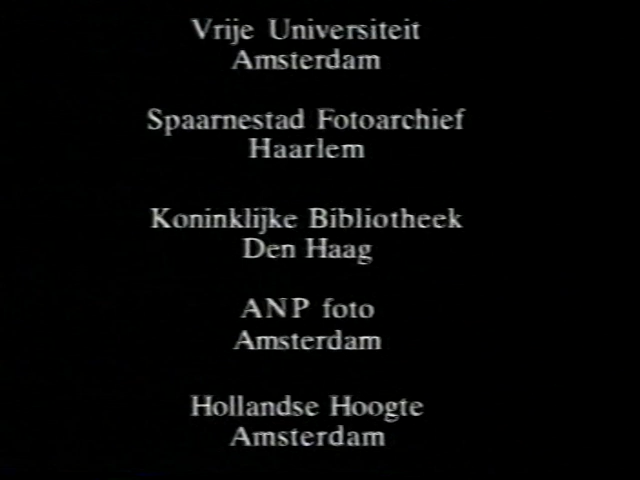 Vrije Universiteit
Amsterdam
Spaarnestad Fotoarchief
Haarlem
Koninklijke Bibliotheek
Den Haag
ANP foto
Amsterdam
Hollandse Hoogte
Amsterdam